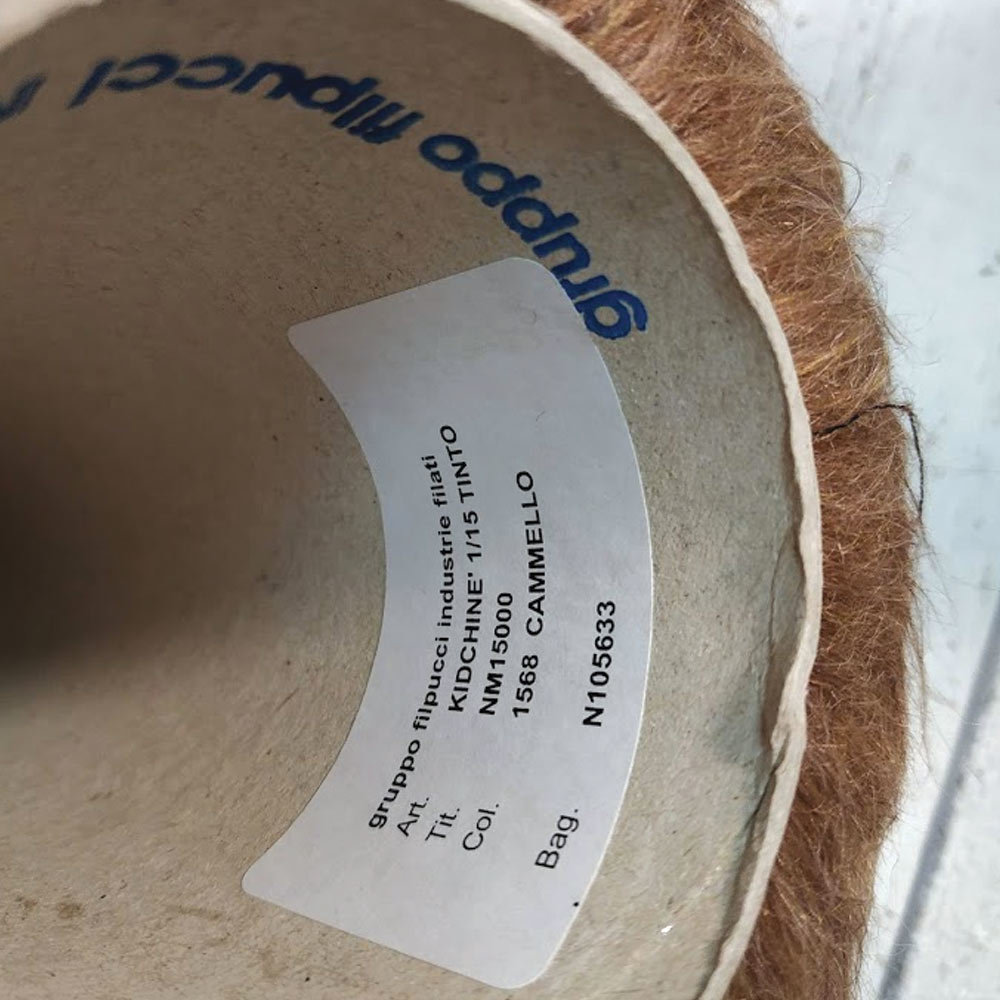 gruppo filpucci
gruppo filpucci industrie filati
Art. KIDCHINE' 1/15 TINTO
Tit. NM15000
Col. 1568 CAMMELLO
Bag. N105633